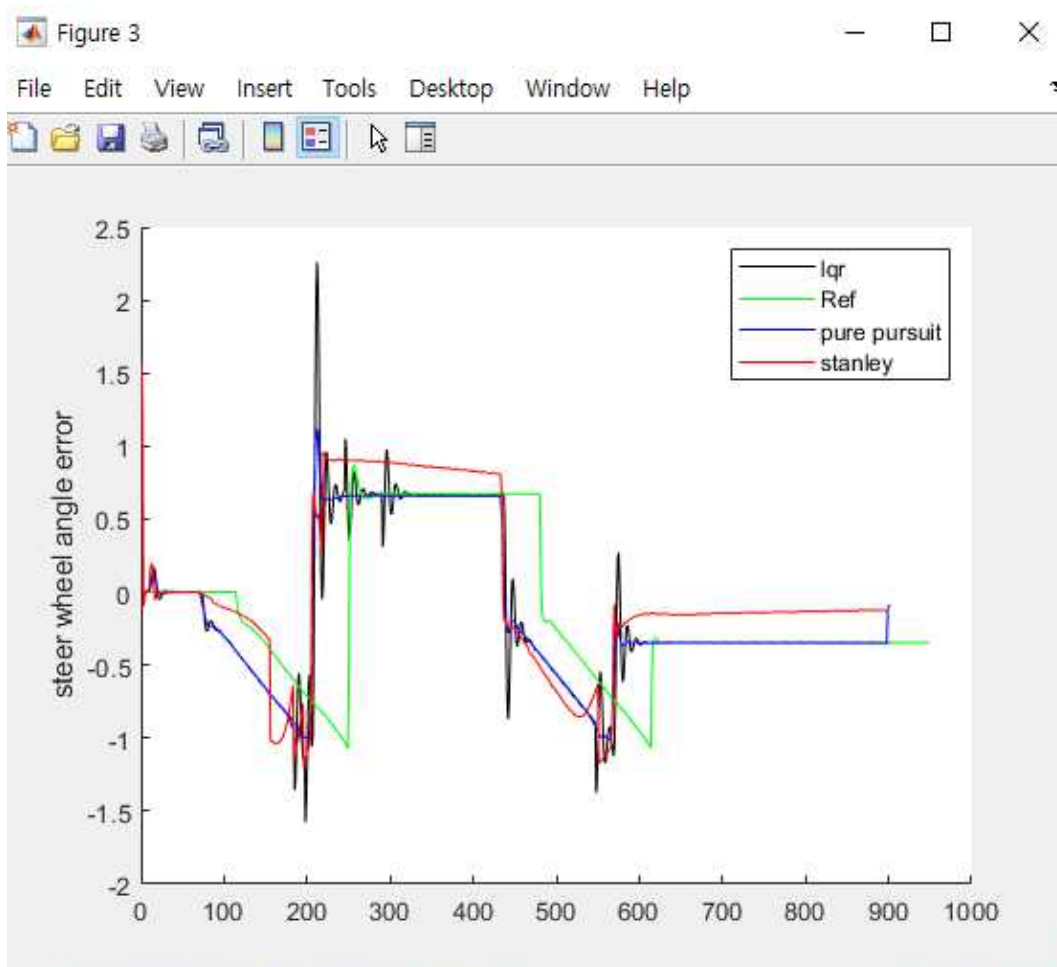 Figure 3
File Edit View Insert Tools Desktop Window Help
2.5
2
1.5
1
0.5
0
-0.5
-1
-1.5
-2
steer wheel angle error
lqr
Ref
pure pursuit
stanley
0 100 200 300 400 500 600 700 800 900 1000